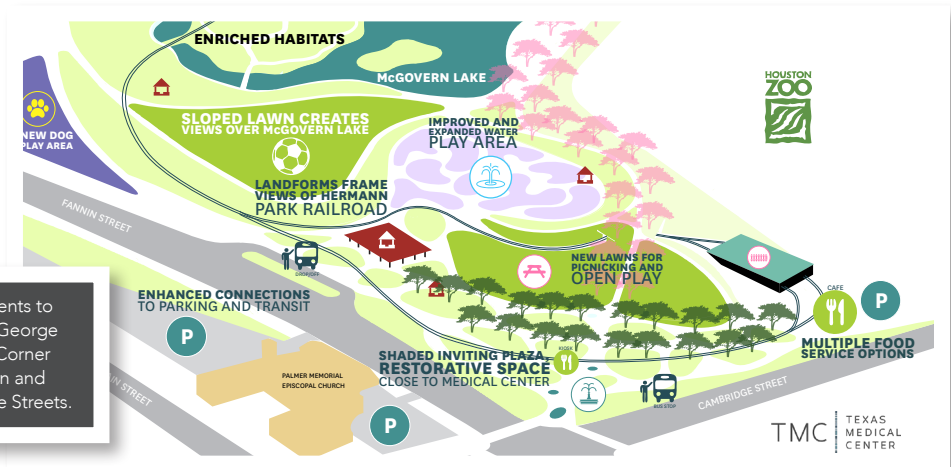 ENRICHED HABITATS
McGOVERN LAKE
HOUSTON
ZOO
SLOPED LAWN CREATES
VIEWS OVER McGOVERN LAKE
IMPROVED AND
EXPANDED WATER
PLAY AREA
NEW DOG
PLAY AREA
LANDFORMS FRAME
VIEWS OF HERMANN
PARK RAILROAD
FANNIN STREET
DROP/OFF
NEW LAWNS FOR
PICNICKING AND
OPEN PLAY
CAFE
P
ENHANCED CONNECTIONS
TO PARKING AND TRANSIT
P
MULTIPLE FOOD
SERVICE OPTIONS
KIOSK
SHADED INVITING PLAZA,
RESTORATIVE SPACE
CLOSE TO MEDICAL CENTER
PALMER MEMORIAL
EPISCOPAL CHURCH
P
BUS STOP
CAMBRIDGE STREET
STREET
ents to
George
Corner
n and
e Streets.
TMC
TEXAS
MEDICAL
CENTER